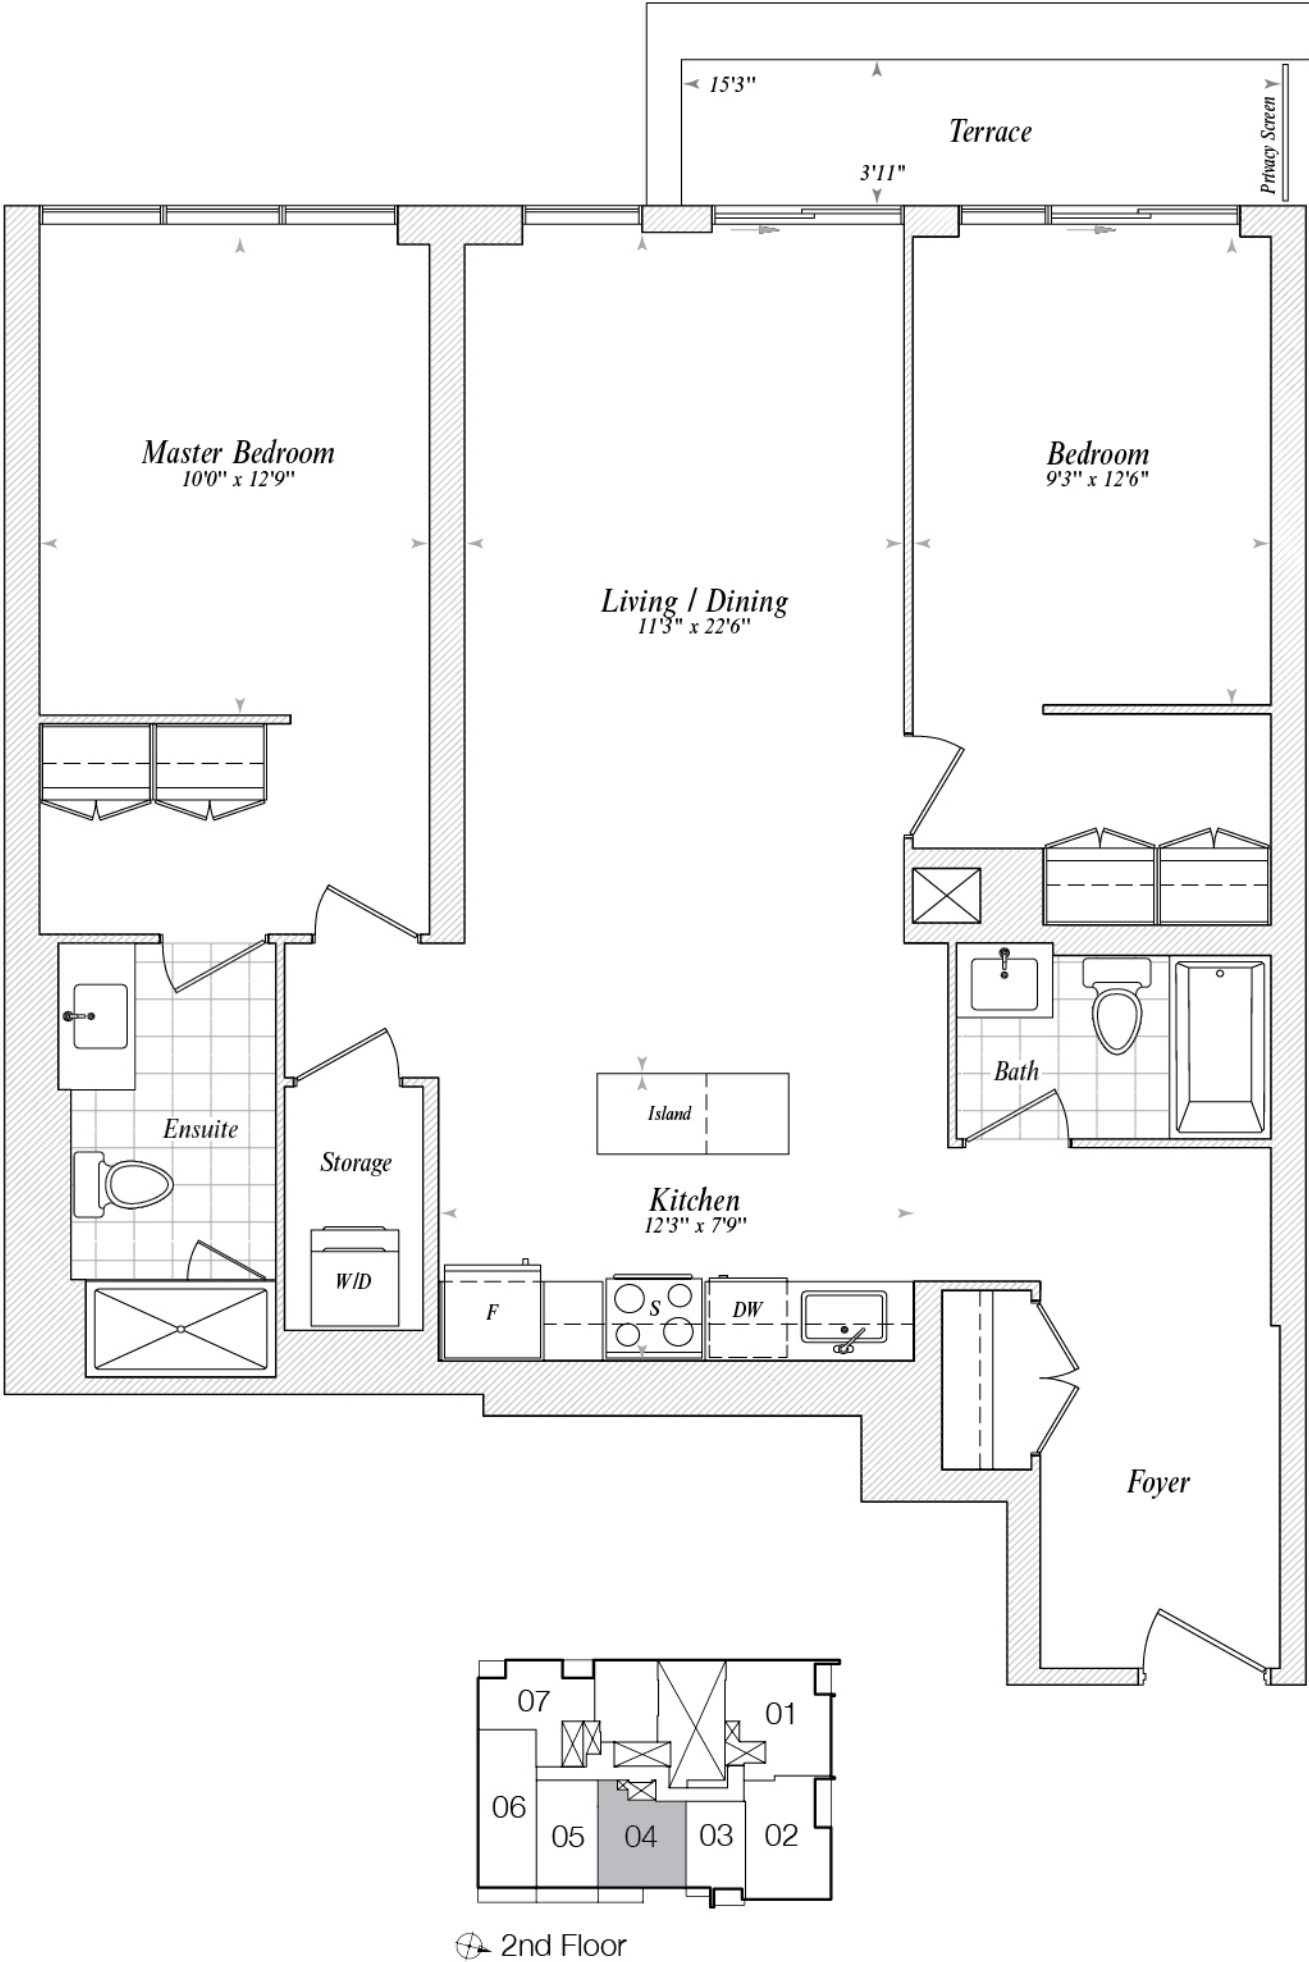 15'3"
Terrace
Privacy Screen
3'11"
Master Bedroom
10'0" x 12'9"
Bedroom
9'3" x 12'6"
Living / Dining
11'3" x 22'6"
Bath
Island
Ensuite
Storage
Kitchen
12'3" x 7'9"
W/D
F
S
DW
Foyer
07
01
06
05
04
03
02
2nd Floor